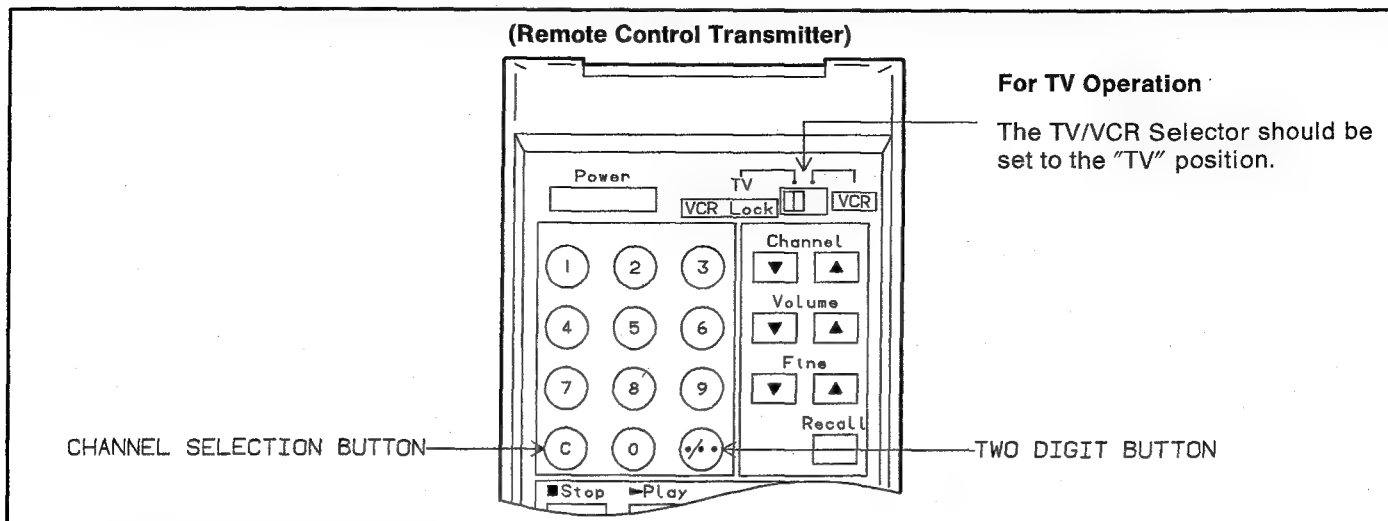 (Remote Control Transmitter)
For TV Operation
The TV/VCR Selector should be
set to the "TV" position.
Power
TV
VCR Lock
VCR
1 2 3
Channel
▼ ▲
4 5 6
Volume
▼ ▲
7 8 9
Fine
▼ ▲
Recall
CHANNEL SELECTION BUTTON
C 0 •/••
TWO DIGIT BUTTON
■Stop ►Play